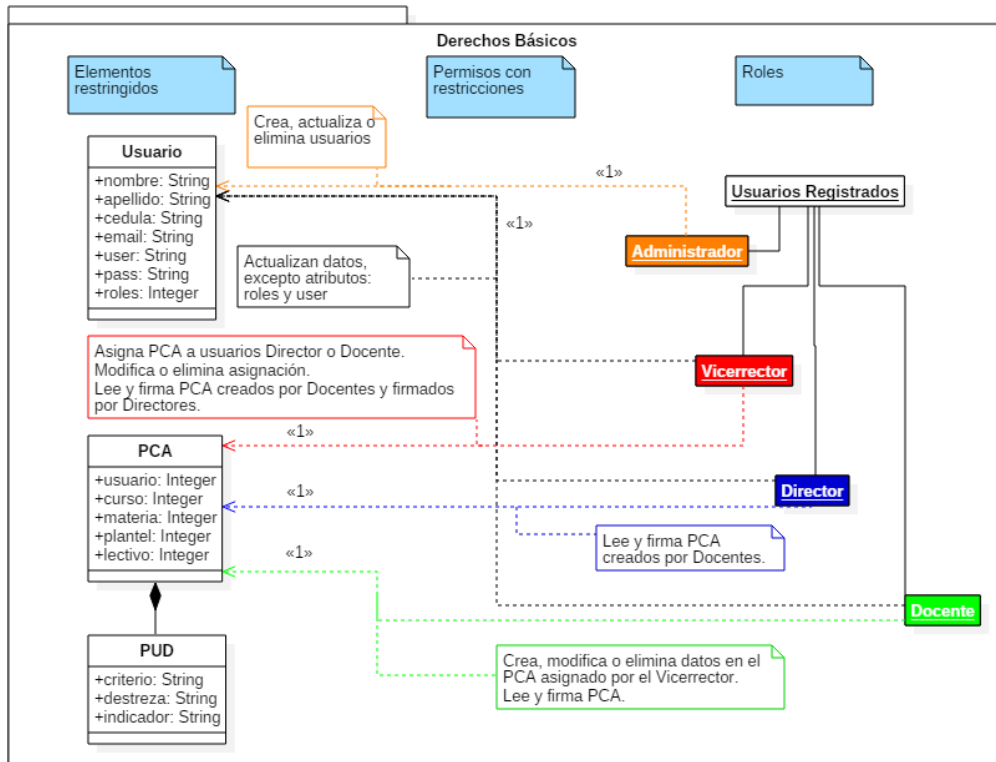 Derechos Básicos
Elementos
restringidos
Permisos con
restricciones
Roles
Crea, actualiza o
elimina usuarios
Usuario
+nombre: String
+apellido: String
+cedula: String
+email: String
+user: String
+pass: String
+roles: Integer
«1»
«1»
Usuarios Registrados
Administrador
Actualizan datos,
excepto atributos:
roles y user
Asigna PCA a usuarios Director o Docente.
Modifica o elimina asignación.
Lee y firma PCA creados por Docentes y firmados
por Directores.
Vicerrector
«1»
PCA
+usuario: Integer
+curso: Integer
+materia: Integer
+plantel: Integer
+lectivo: Integer
«1»
Director
Lee y firma PCA
creados por Docentes.
«1»
Docente
PUD
+criterio: String
+destreza: String
+indicador: String
Crea, modifica o elimina datos en el
PCA asignado por el Vicerrector.
Lee y firma PCA.